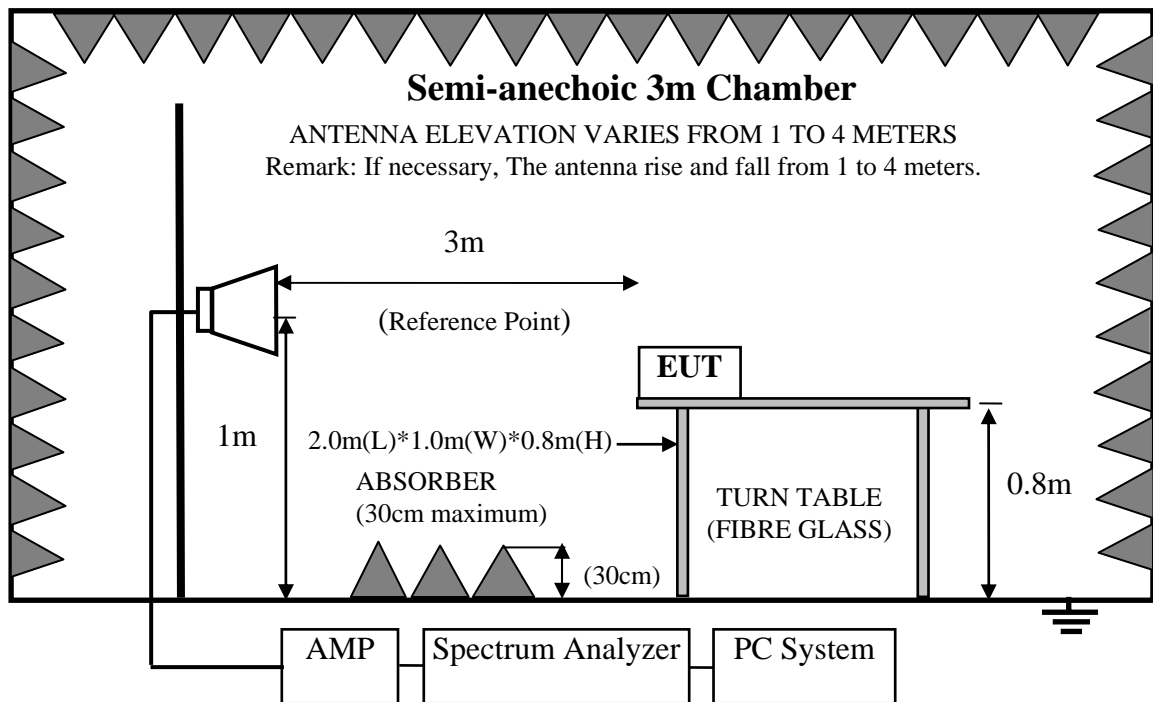 Semi-anechoic 3m Chamber
ANTENNA ELEVATION VARIES FROM 1 TO 4 METERS
Remark: If necessary, The antenna rise and fall from 1 to 4 meters.
3m
(Reference Point)
EUT
1m
2.0m(L)*1.0m(W)*0.8m(H)
ABSORBER
(30cm maximum)
(30cm)
TURN TABLE
(FIBRE GLASS)
0.8m
AMP
Spectrum Analyzer
PC System